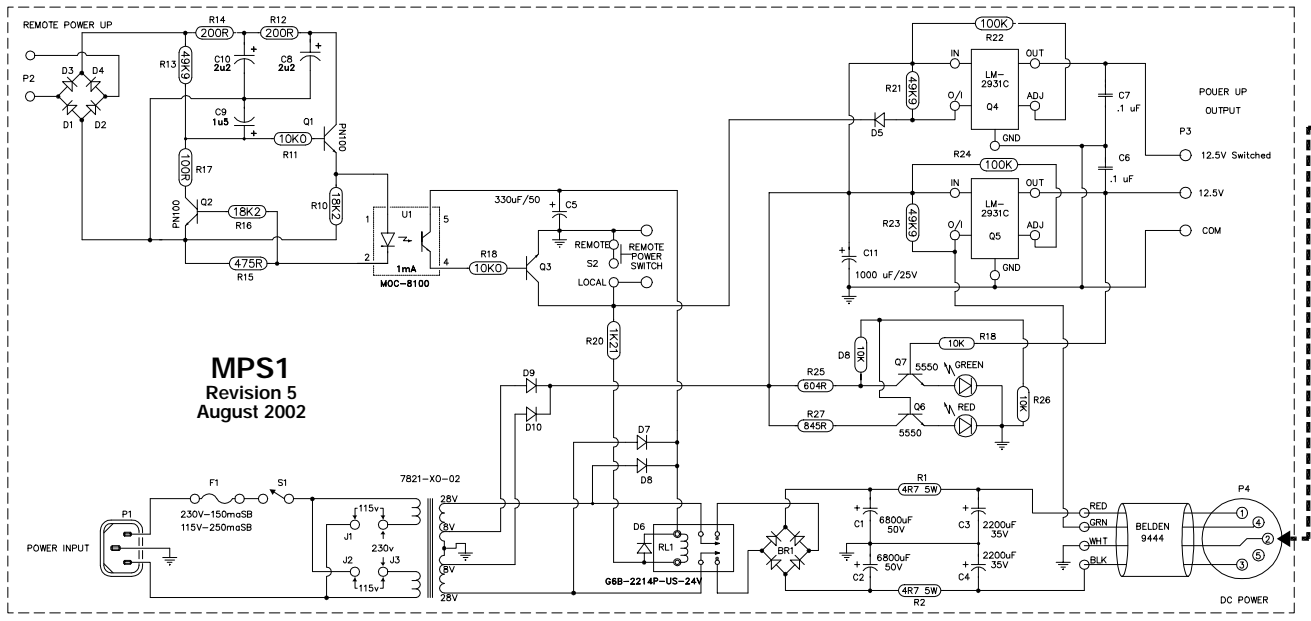 REMOTE POWER UP
P2
D3
D4
D1
D2
R14
200R
R12
200R
R13
49K9
C10
2u2
C8
2u2
C9
1u5
Q1
PN100
10K0
R11
R17
100R
Q2
PN100
18K2
R16
R10
18K2
475R
R15
U1
1
5
2
4
1mA
MOC-8100
330uF/50
C5
R18
10K0
Q3
REMOTE
S2
LOCAL
REMOTE
POWER
SWITCH
R20
1K21
100K
R22
IN
OUT
LM-
2931C
Q4
O/I
ADJ
GND
R21
49K9
D5
C7
.1 uF
C6
.1 uF
R24
100K
IN
OUT
LM-
2931C
Q5
O/I
ADJ
GND
R23
49K9
C11
1000 uF/25V
POUER UP
OUTPUT
P3
12.5V Switched
12.5V
COM
D8
10K
Q7
5550
10K
R18
GREEN
R25
604R
R27
845R
Q6
5550
RED
10K
R26
MPS1
Revision 5
August 2002
D9
D10
D7
D8
7821-XO-02
28V
8V
8V
28V
F1
230V-150maSB
115V-250maSB
S1
P1
POWER INPUT
115v
J1
230v
J2
J3
115v
D6
RL1
G6B-2214P-US-24V
BR1
R1
4R7 5W
C1
6800uF
50V
C3
2200uF
35V
6800uF
50V
C2
2200uF
35V
C4
4R7 5W
R2
RED
GRN
WHT
BLK
BELDEN
9444
P4
1
4
2
5
3
DC POWER